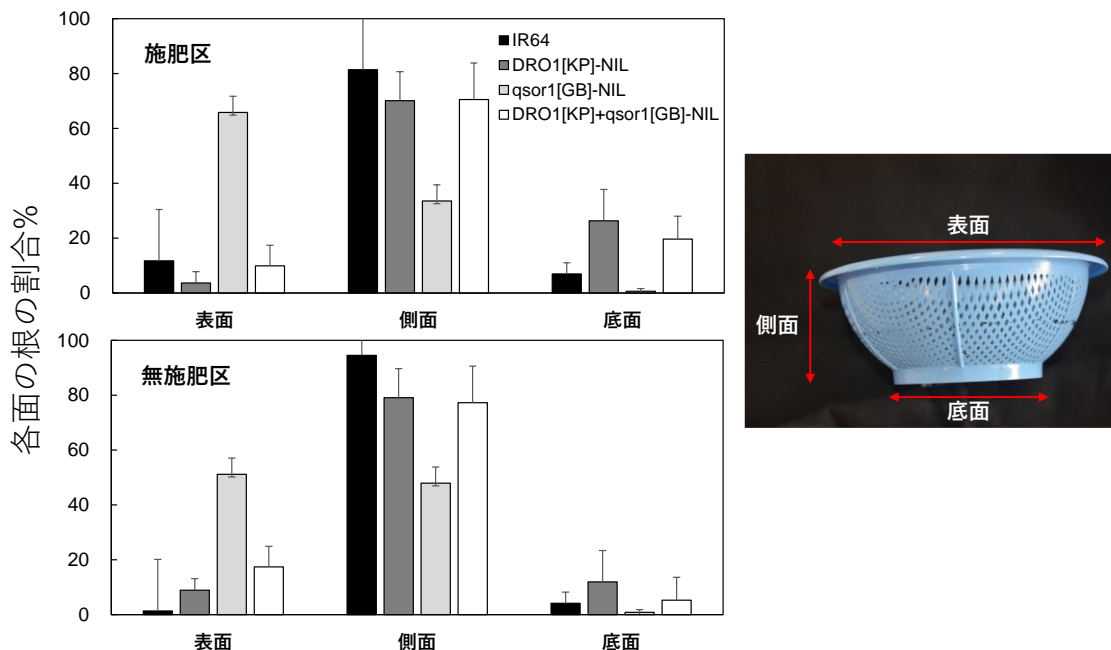 各面の根の割合%
100
80
60
40
20
0
施肥区
IR64
DRO1[KP]-NIL
qsor1[GB]-NIL
DRO1[KP]+qsor1[GB]-NIL
表面 側面 底面
100
80
60
40
20
0
無施肥区
表面 側面 底面
表面
側面
底面